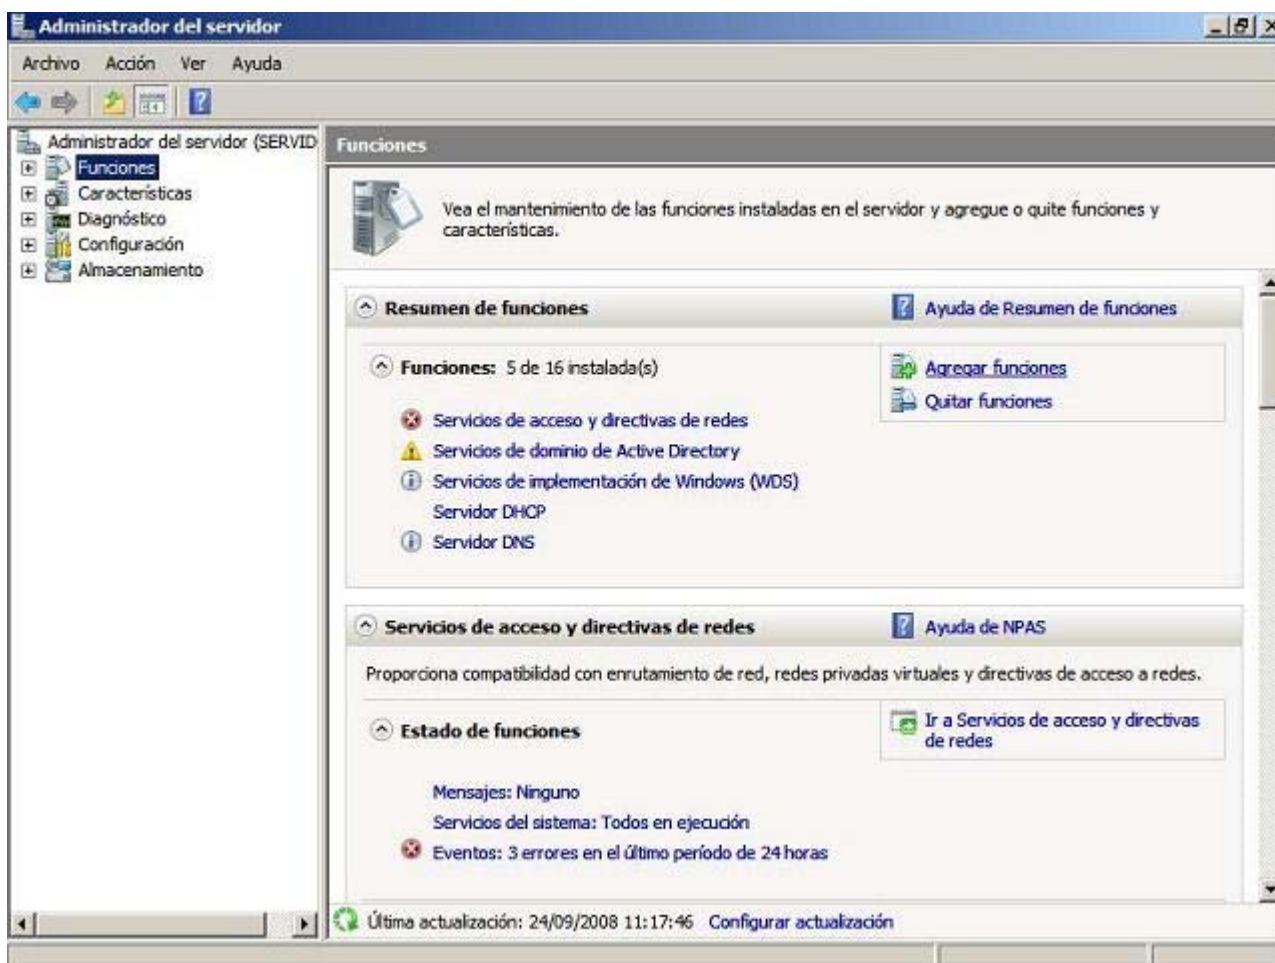 Administrador del servidor
Archivo Acción Ver Ayuda
Administrador del servidor (SERVID
Funciones
Características
Diagnóstico
Configuración
Almacenamiento
Funciones
Vea el mantenimiento de las funciones instaladas en el servidor y agregue o quite funciones y
características.
Resumen de funciones
Ayuda de Resumen de funciones
Funciones: 5 de 16 instalada(s)
Agregar funciones
Quitar funciones
Servicios de acceso y directivas de redes
Servicios de dominio de Active Directory
Servicios de implementación de Windows (WDS)
Servidor DHCP
Servidor DNS
Servicios de acceso y directivas de redes
Ayuda de NPAS
Proporciona compatibilidad con enrutamiento de red, redes privadas virtuales y directivas de acceso a redes.
Estado de funciones
Ir a Servicios de acceso y directivas
de redes
Mensajes: Ninguno
Servicios del sistema: Todos en ejecución
Eventos: 3 errores en el último período de 24 horas
Última actualización: 24/09/2008 11:17:46 Configurar actualización